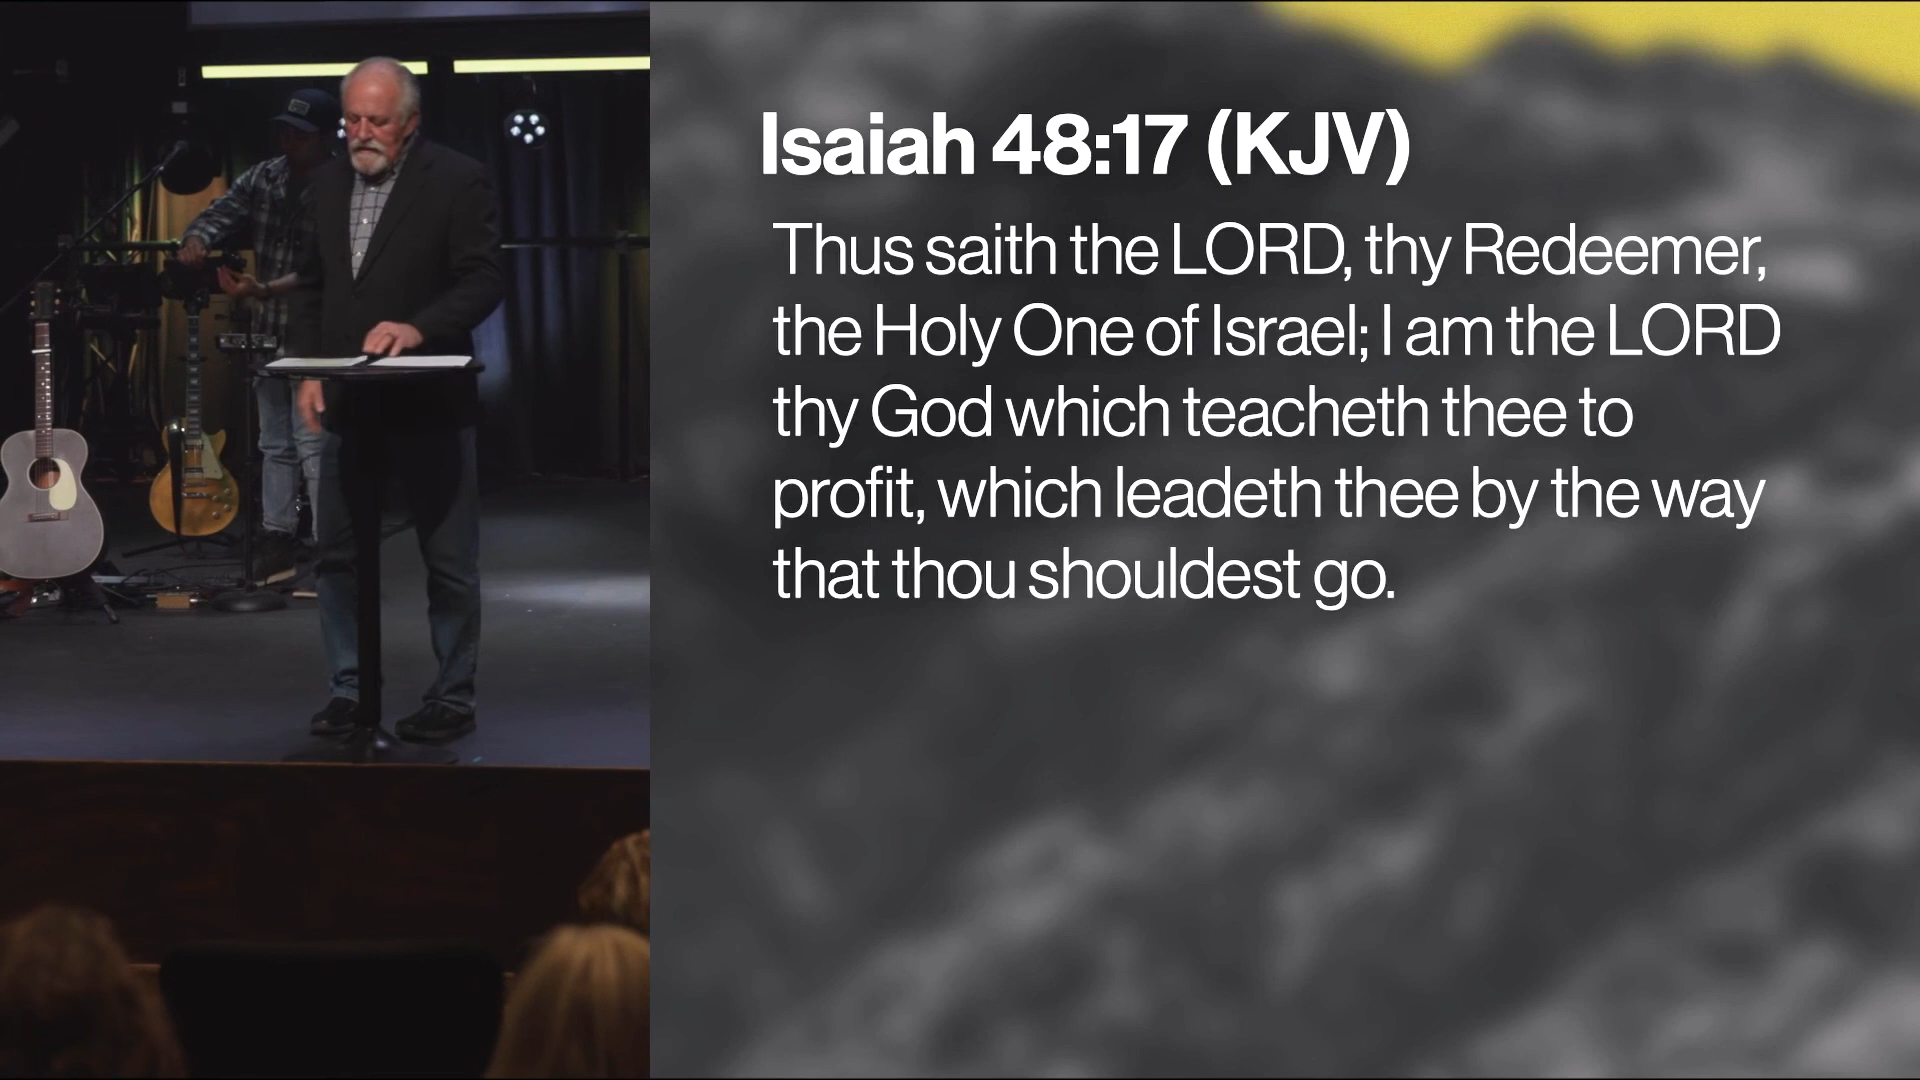 Isaiah 48:17 (KJV)
Thus saith the LORD, thy Redeemer,
the Holy One of Israel; I am the LORD
thy God which teacheth thee to
profit, which leadeth thee by the way
that thou shouldest go.